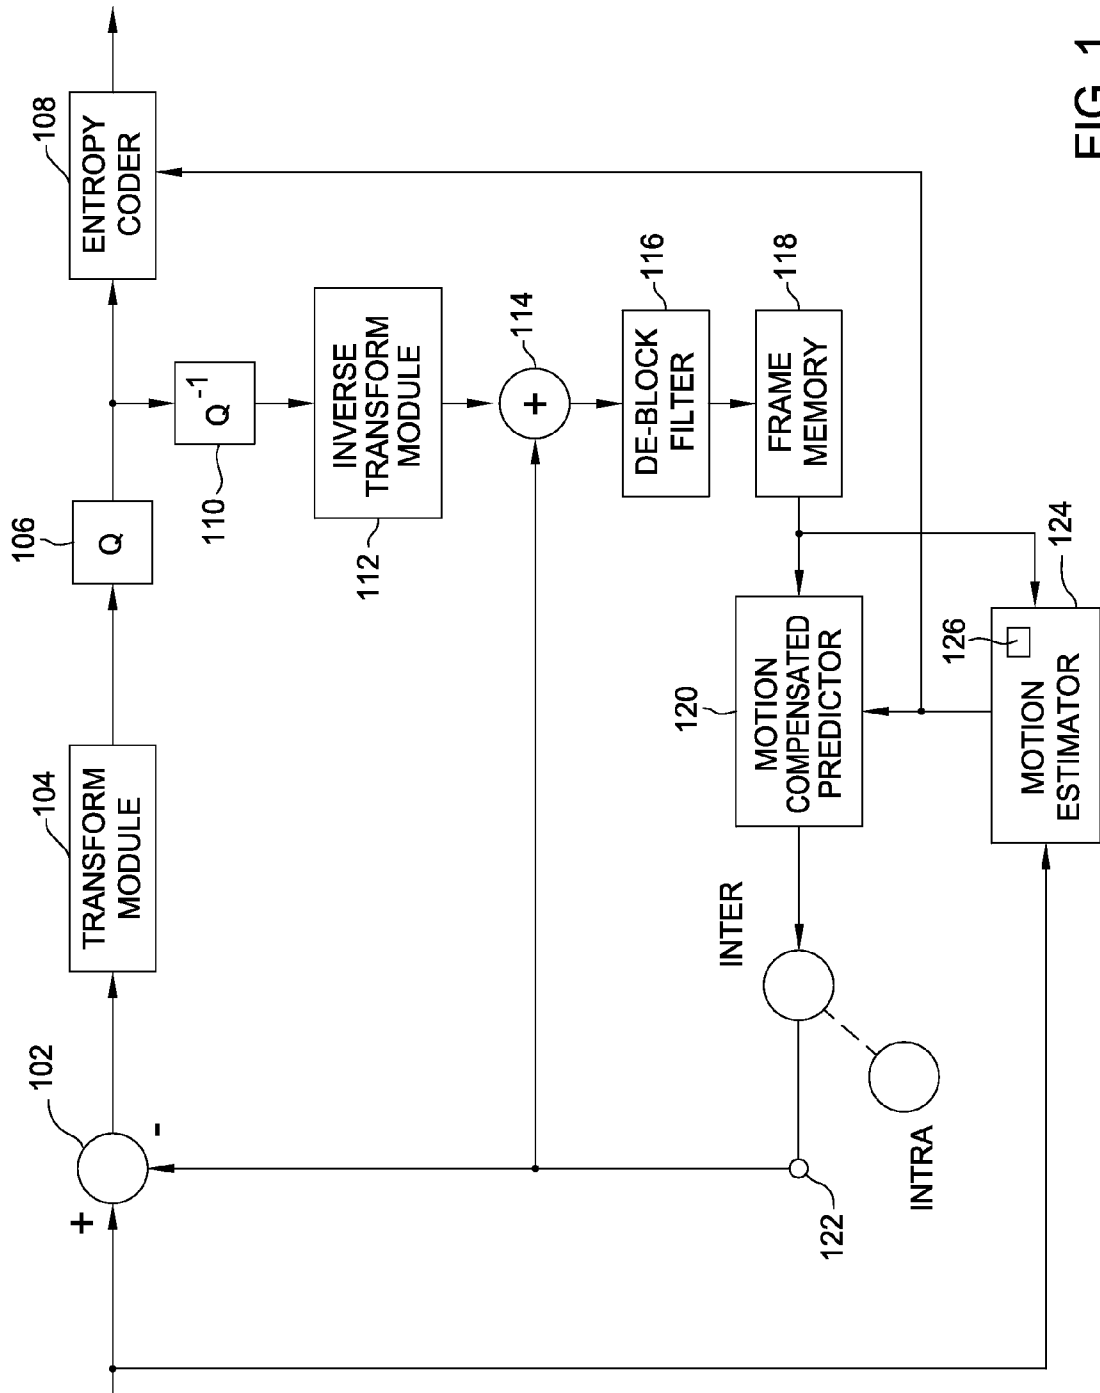 102
+
-
104
TRANSFORM
MODULE
106
Q
108
ENTROPY
CODER
110
Q-1
112
INVERSE
TRANSFORM
MODULE
114
+
DE-BLOCK
FILTER
116
FRAME
MEMORY
118
122
INTER
INTRA
120
MOTION
COMPENSATED
PREDICTOR
124
126
MOTION
ESTIMATOR
FIG. 1